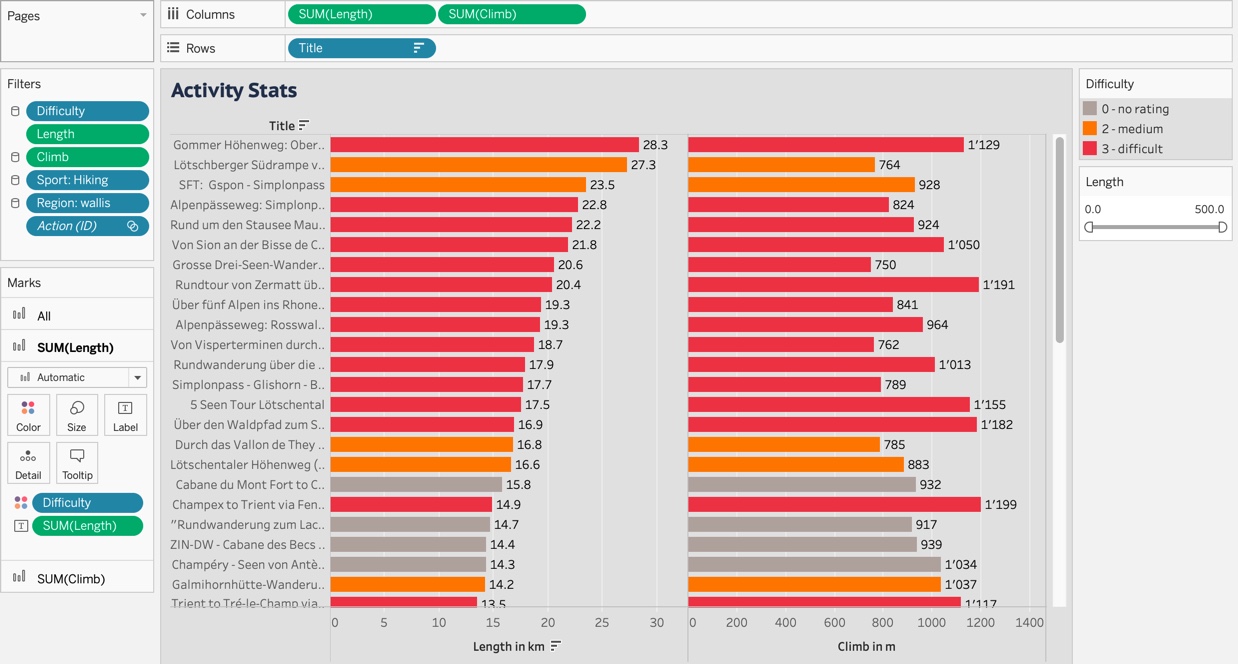 Pages
Columns
SUM(Length)
SUM(Climb)
Rows
Title
Filters
Difficulty
Length
Climb
Sport: Hiking
Region: wallis
Action (ID)
Marks
All
SUM(Length)
Automatic
Color
Size
Label
Detail
Tooltip
Difficulty
SUM(Length)
SUM(Climb)
Activity Stats
Title
Gommer Höhenweg: Ober.. 28.3 1’129
Lötschberger Südrampe v.. 27.3 764
SFT: Gspon - Simplonpass 23.5 928
Alpenpässeweg: Simplonp.. 22.8 824
Rund um den Stausee Mau.. 22.2 924
Von Sion an der Bisse de C.. 21.8 1’050
Grosse Drei-Seen-Wander.. 20.6 750
Rundtour von Zermatt üb.. 20.4 1’191
Über fünf Alpen ins Rhone.. 19.3 841
Alpenpässeweg: Rosswal.. 19.3 964
Von Visperterminen durch.. 18.7 762
Rundwanderung über die .. 17.9 1’013
Simplonpass - Glishorn - B.. 17.7 789
5 Seen Tour Lötschental 17.5 1’155
Über den Waldpfad zum S.. 16.9 1’182
Durch das Vallon de They .. 16.8 785
Lötschentaler Höhenweg (.. 16.6 883
Cabane du Mont Fort to C.. 15.8 932
Champex to Trient via Fen.. 14.9 1’199
"Rundwanderung zum Lac.. 14.7 917
ZIN-DW - Cabane des Becs .. 14.4 939
Champéry - Seen von Antè.. 14.3 1’034
Galmihornhütte-Wanderu.. 14.2 1’037
Trient to Tré-le-Champ via.. 13.5 1’117
0 5 10 15 20 25 30
0 200 400 600 800 1000 1200 1400
Length in km
Climb in m
Difficulty
0 - no rating
2 - medium
3 - difficult
Length
0.0 500.0